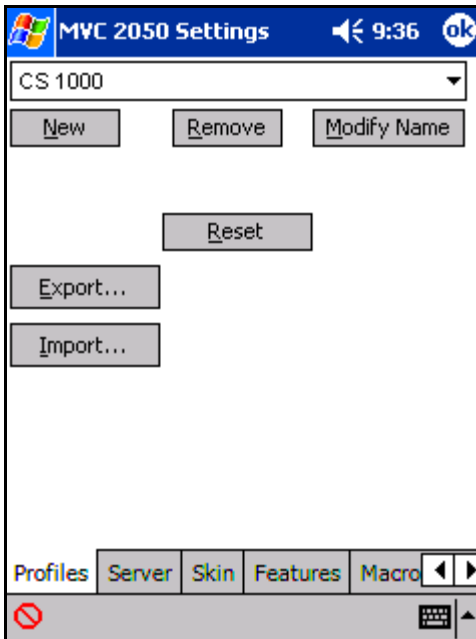 MVC 2050 Settings 9:36 ok
CS 1000
New Remove Modify Name
Reset
Export...
Import...
Profiles Server Skin Features Macro